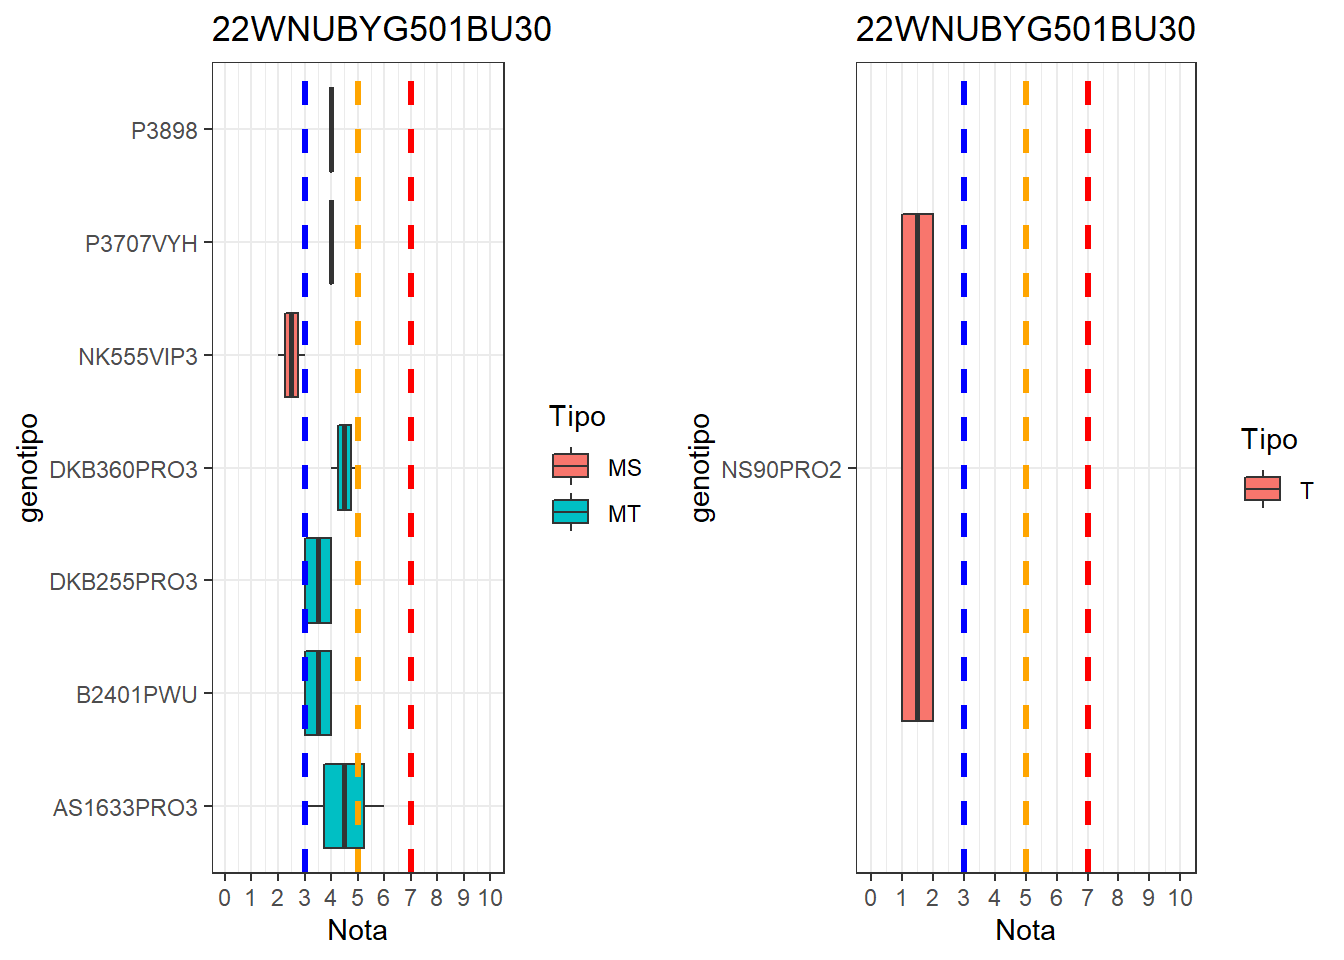 22WNUBYG501BU30
P3898
P3707VYH
NK555VIP3
DKB360PRO3
DKB255PRO3
B2401PWU
AS1633PRO3
genotipo
0 1 2 3 4 5 6 7 8 9 10
Nota
Tipo
MS
MT
22WNUBYG501BU30
NS90PRO2
genotipo
0 1 2 3 4 5 6 7 8 9 10
Nota
Tipo
T